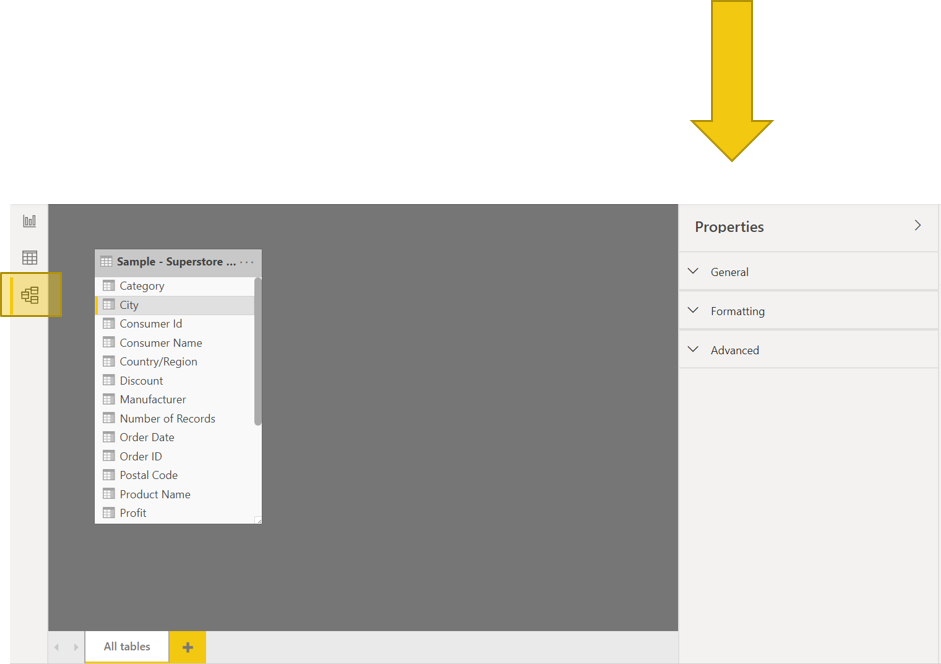 Properties
General
Formatting
Advanced
Sample - Superstore ...
Category
City
Consumer Id
Consumer Name
Country/Region
Discount
Manufacturer
Number of Records
Order Date
Order ID
Postal Code
Product Name
Profit
All tables